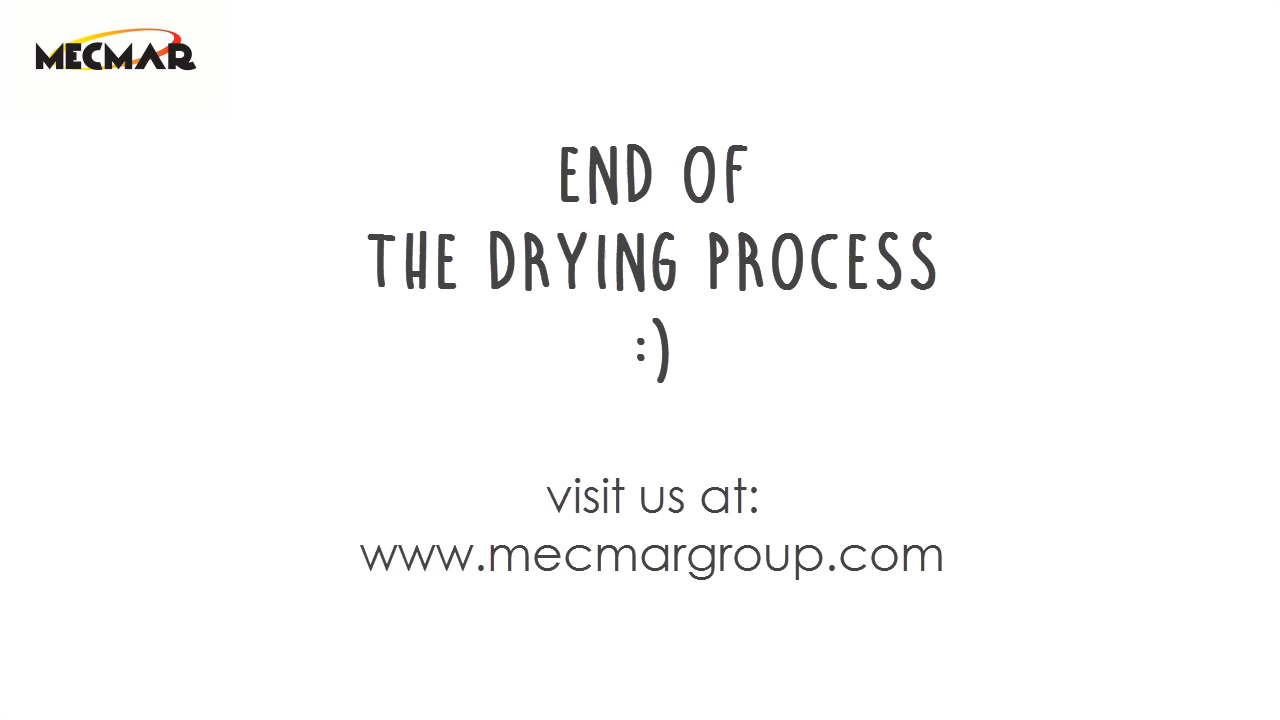 MECMAR
END OF
THE DRYING PROCESS
:)
visit us at:
www.mecmargroup.com